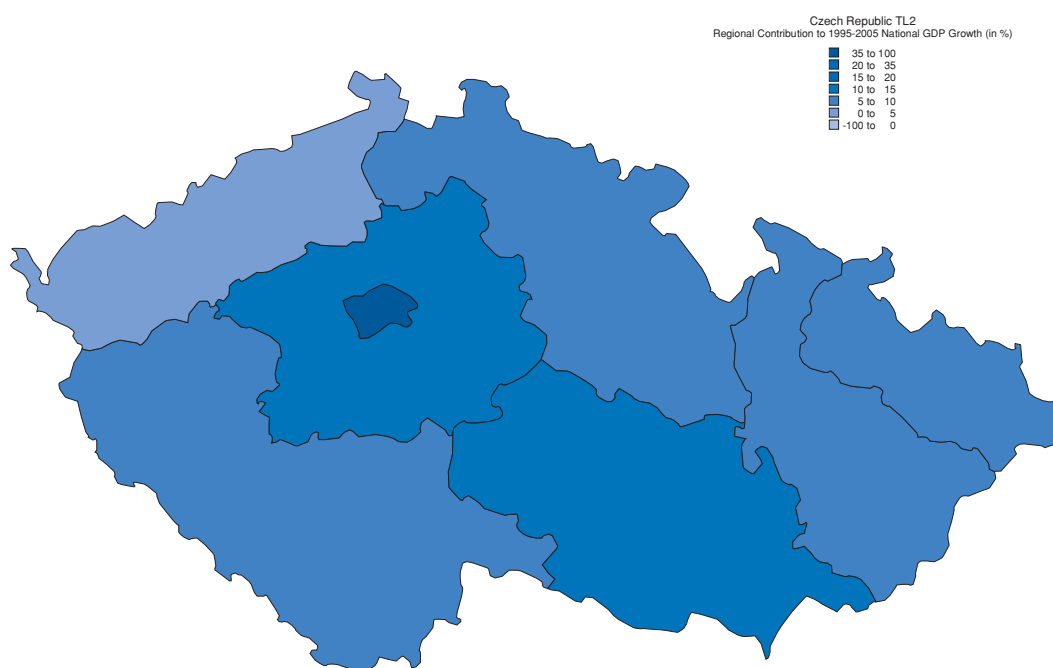 Czech Republic TL2
Regional Contribution to 1995-2005 National GDP Growth (in %)
35 to 100
20 to 35
15 to 20
10 to 15
5 to 10
0 to 5
-100 to 0